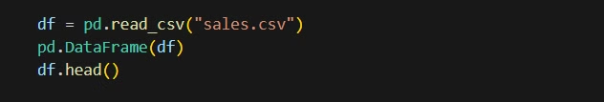 df = pd.read_csv("sales.csv")
pd.DataFrame(df)
df.head()